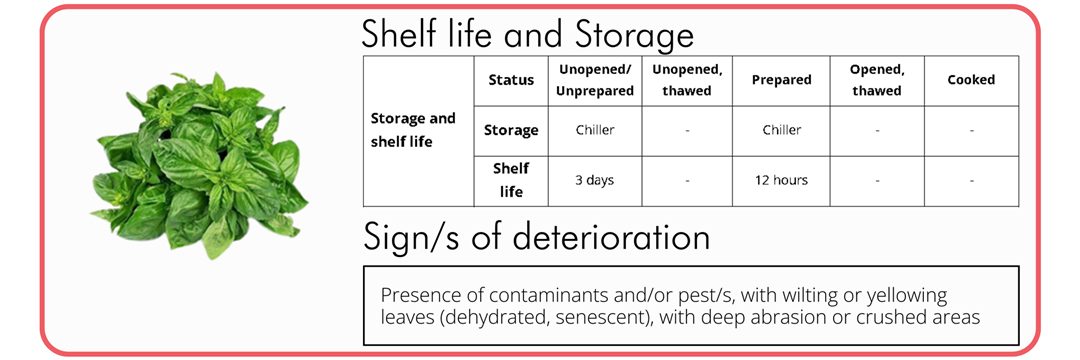 Shelf life and Storage
Storage and shelf life
Status
Unopened/
Unprepared
Unopened,
thawed
Prepared
Opened,
thawed
Cooked
Storage
Chiller
-
Chiller
-
-
Shelf
life
3 days
-
12 hours
-
-
Sign/s of deterioration
Presence of contaminants and/or pest/s, with wilting or yellowing
leaves (dehydrated, senescent), with deep abrasion or crushed areas